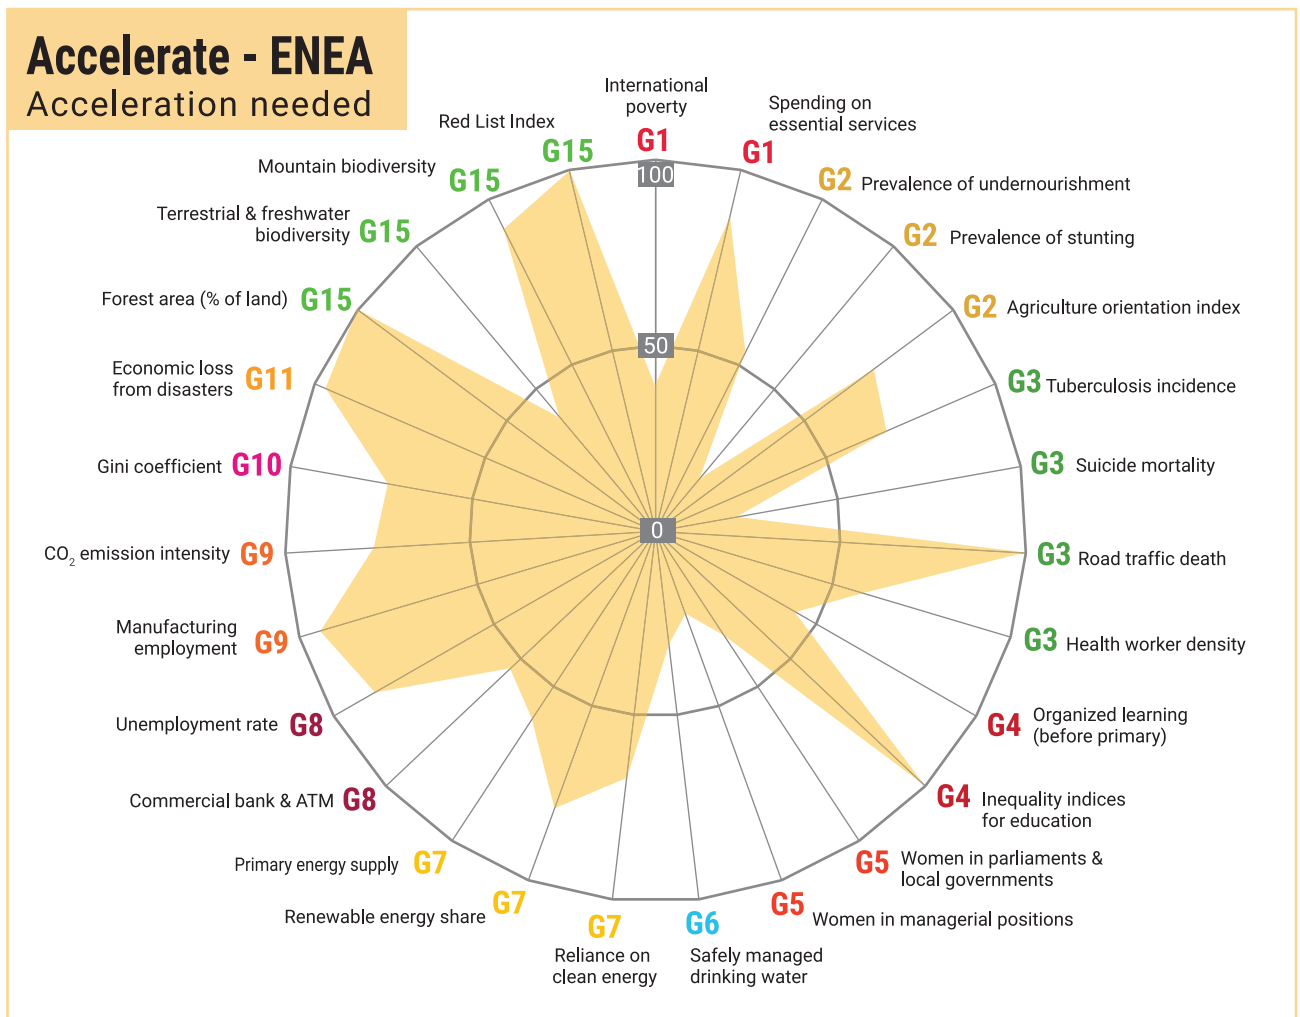 Accelerate - ENEA
Acceleration needed
International
poverty
G1
Spending on
essential services
G1
G2 Prevalence of undernourishment
G2 Prevalence of stunting
G2 Agriculture orientation index
G3 Tuberculosis incidence
G3 Suicide mortality
G3 Road traffic death
G3 Health worker density
G4 Organized learning
(before primary)
G4 Inequality indices
for education
G5 Women in parliaments &
local governments
G5 Women in managerial positions
G6
Safely managed
drinking water
G7
Reliance on
clean energy
Renewable energy share G7
Primary energy supply G7
Commercial bank & ATM G8
Unemployment rate G8
Manufacturing
employment G9
CO₂ emission intensity G9
Gini coefficient G10
Economic loss
from disasters G11
Forest area (% of land) G15
Terrestrial & freshwater
biodiversity G15
Mountain biodiversity G15
Red List Index
G15
100
50
0